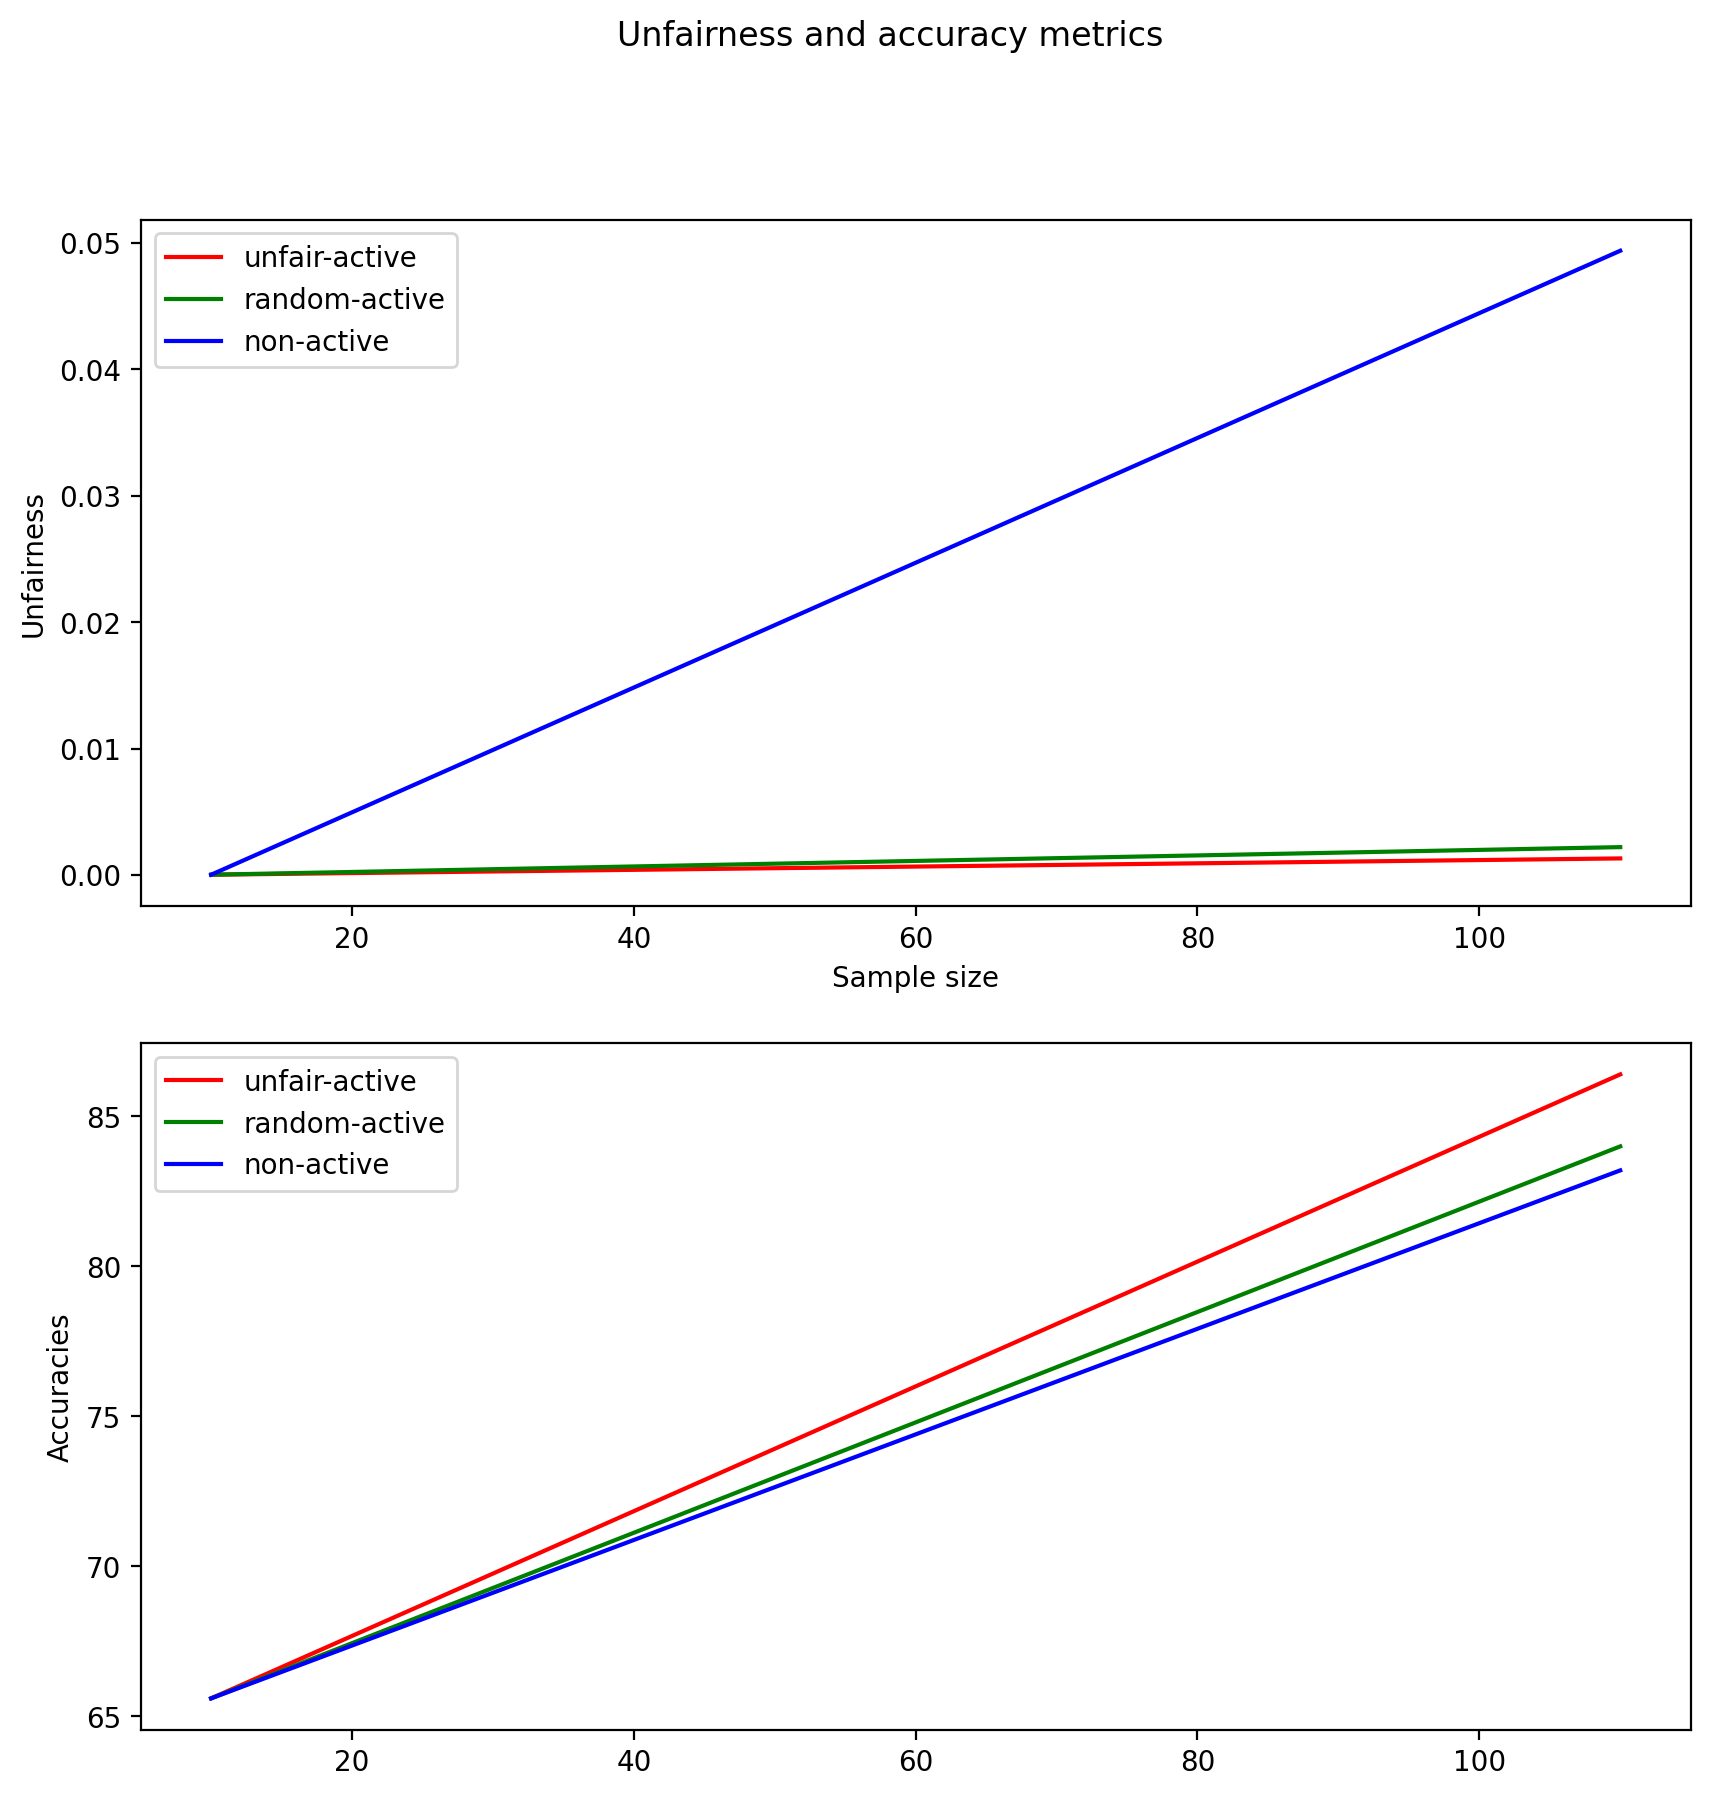 Unfairness and accuracy metrics
unfair-active
random-active
non-active
0.05
0.04
0.03
0.02
0.01
0.00
Unfairness
20 40 60 80 100
Sample size
unfair-active
random-active
non-active
85
80
75
70
65
Accuracies
20 40 60 80 100